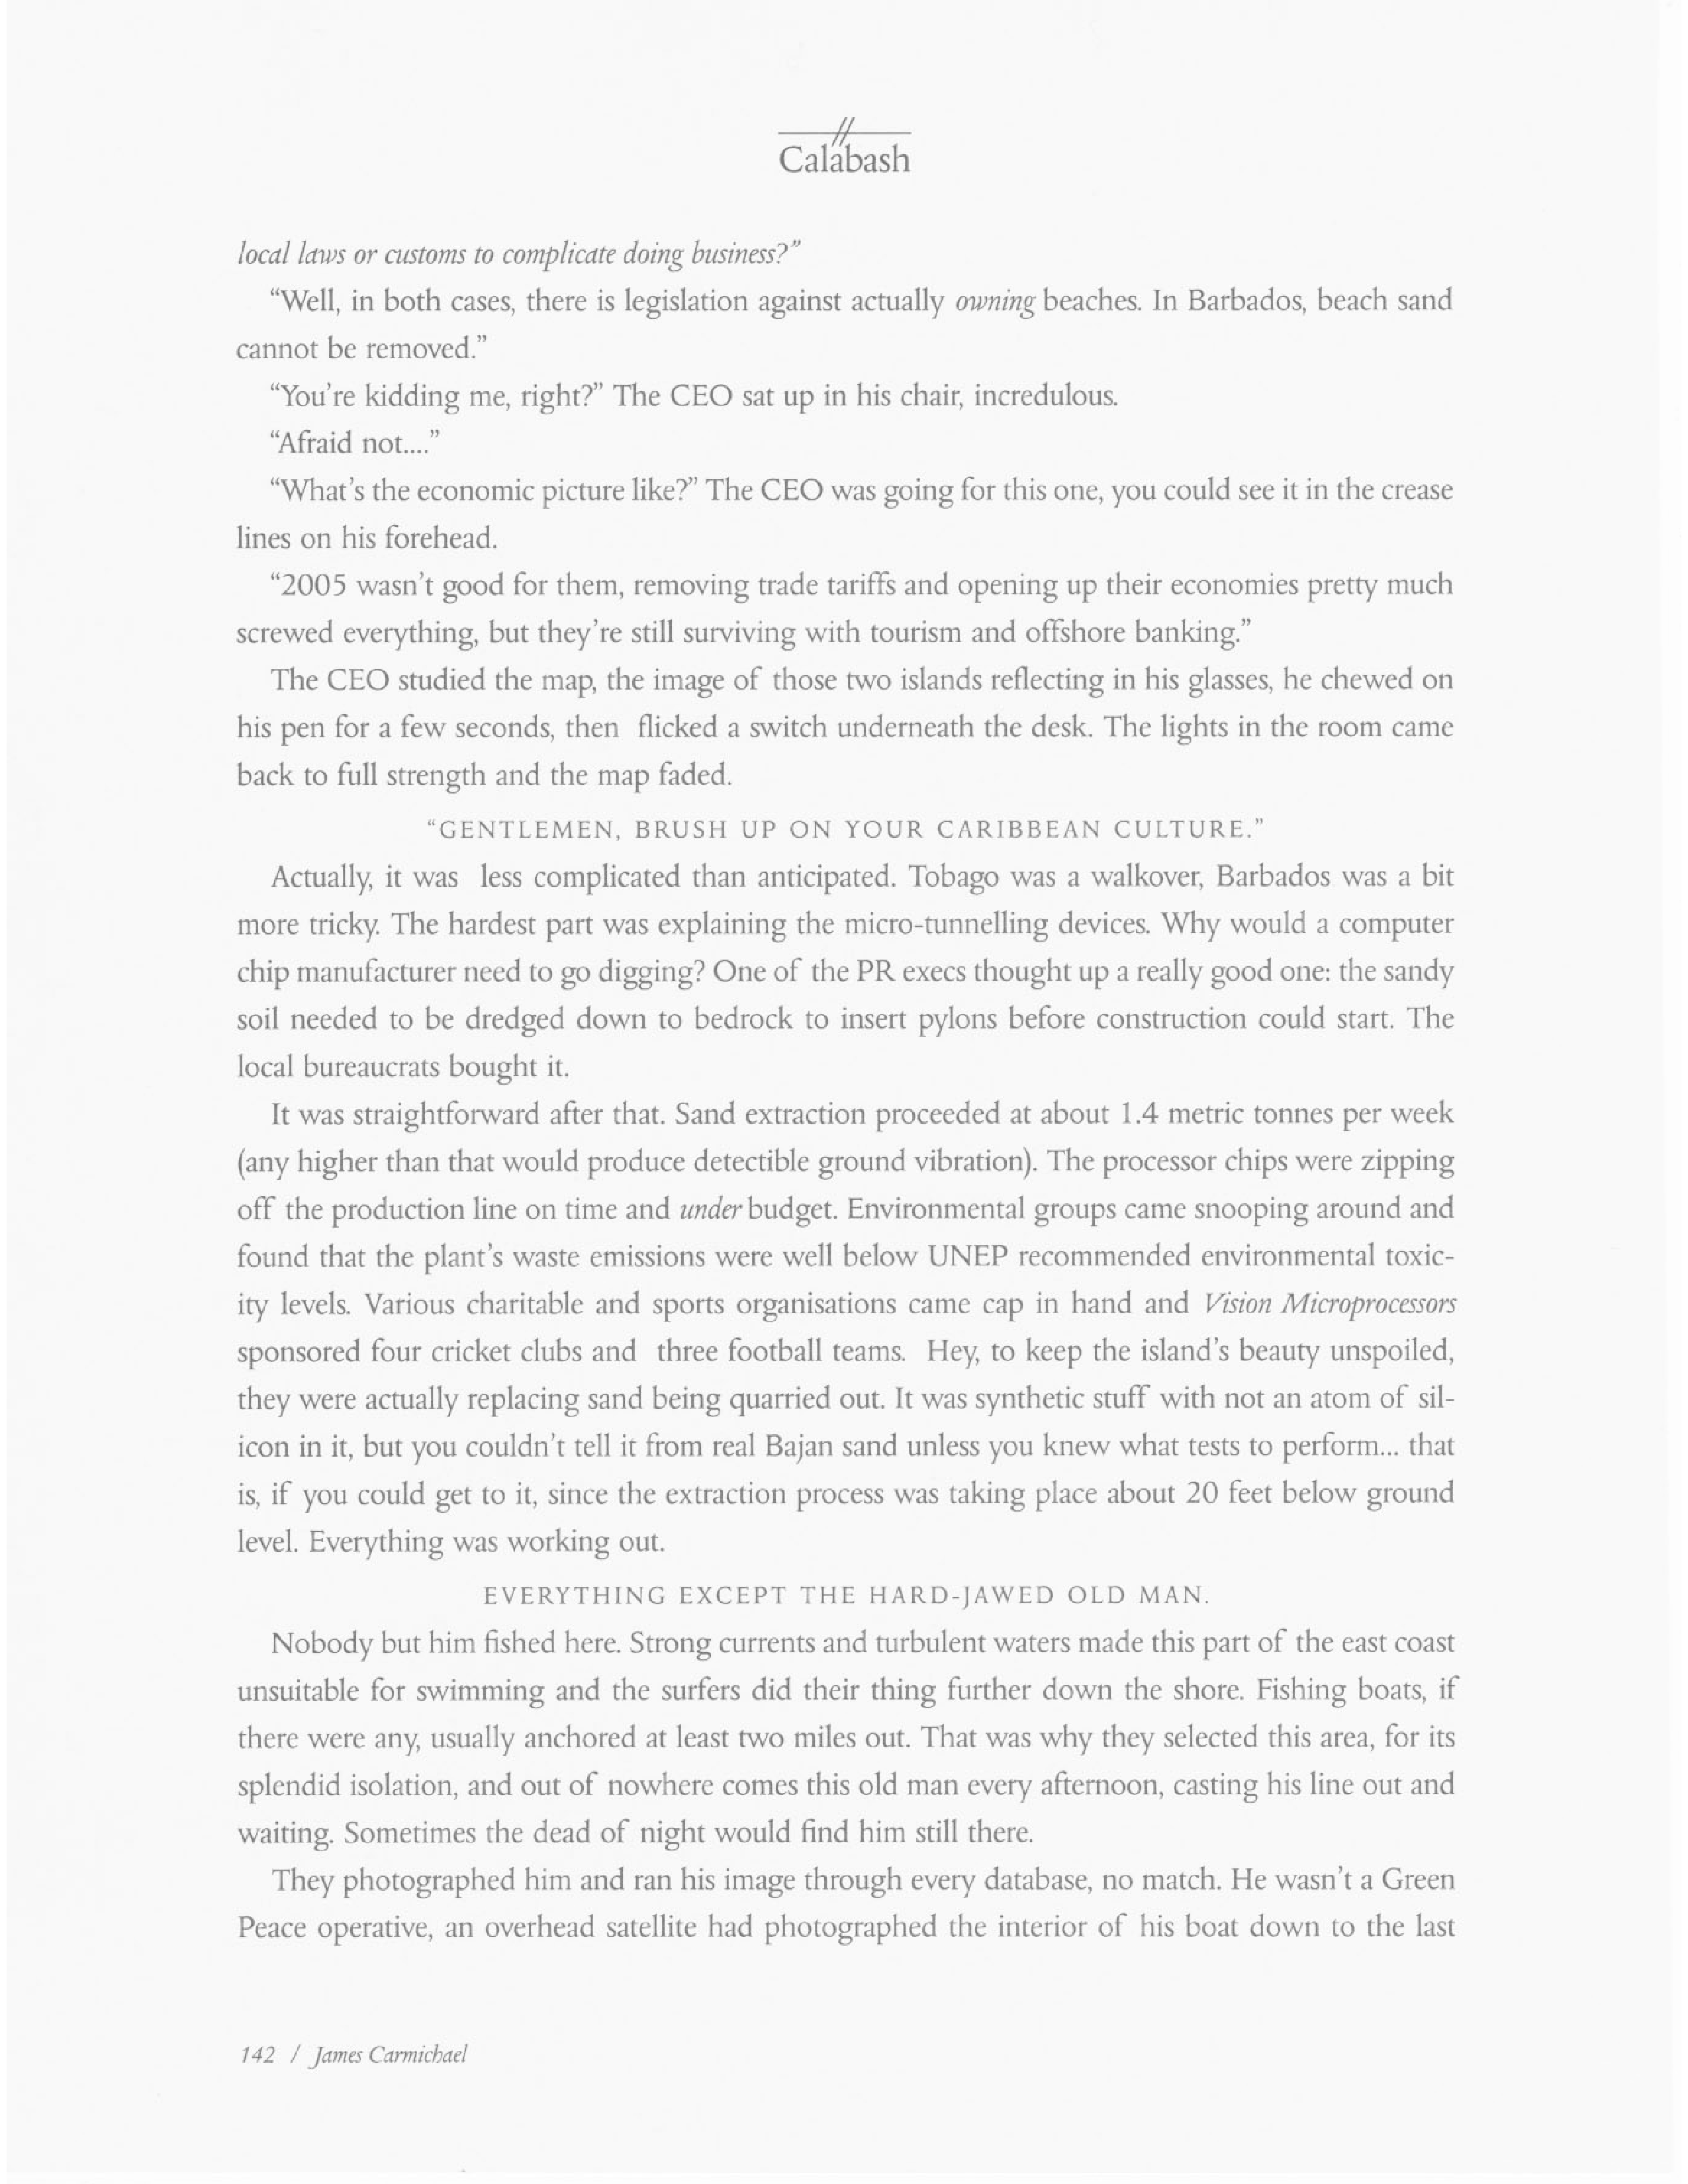 Calabash
local laws or customs to complicate doing business?”
“Well, in both cases, there is legislation against actually owning beaches. In Barbados, beach sand
cannot be removed.”
“You're kidding me, right?” The CEO sat up in his chair, incredulous.
“Afraid not....”
“What's the economic picture like?” The CEO was going for this one, you could see it in the crease
lines on his forehead.
“2005 wasn't good for them, removing trade tariffs and opening up their economies pretty much
screwed everything, but they're still surviving with tourism and offshore banking.”
The CEO studied the map, the image of those two islands reflecting in his glasses, he chewed on
his pen for a few seconds, then flicked a switch underneath the desk. The lights in the room came
back to full strength and the map faded.
“GENTLEMEN, BRUSH UP ON YOUR CARIBBEAN CULTURE.”
Actually, it was less complicated than anticipated. Tobago was a walkover, Barbados was a bit
more tricky. The hardest part was explaining the micro-tunnelling devices. Why would a computer
chip manufacturer need to go digging? One of the PR execs thought up a really good one: the sandy
soil needed to be dredged down to bedrock to insert pylons before construction could start. The
local bureaucrats bought it.
It was straightforward after that. Sand extraction proceeded at about 1.4 metric tonnes per week
(any higher than that would produce detectible ground vibration). The processor chips were zipping
off the production line on time and under budget. Environmental groups came snooping around and
found that the plant's waste emissions were well below UNEP recommended environmental toxic-
ity levels. Various charitable and sports organisations came cap in hand and Vision Microprocessors
sponsored four cricket clubs and three football teams. Hey, to keep the island's beauty unspoiled,
they were actually replacing sand being quarried out. It was synthetic stuff with not an atom of sil-
icon in it, but you couldn't tell it from real Bajan sand unless you knew what tests to perform... that
is, if you could get to it, since the extraction process was taking place about 20 feet below ground
level. Everything was working out.
EVERYTHING EXCEPT THE HARD-JAWED OLD MAN.
Nobody but him fished here. Strong currents and turbulent waters made this part of the east coast
unsuitable for swimming and the surfers did their thing further down the shore. Fishing boats, if
there were any, usually anchored at least two miles out. That was why they selected this area, for its
splendid isolation, and out of nowhere comes this old man every afternoon, casting his line out and
waiting. Sometimes the dead of night would find him still there.
They photographed him and ran his image through every database, no match. He wasn't a Green
Peace operative, an overhead satellite had photographed the interior of his boat down to the last
142 / James Carmichael